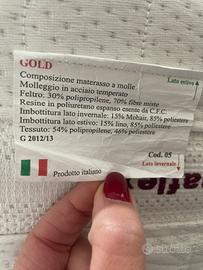 GOLD
Composizione materasso a molle
Lato estivo
Molleggio in acciaio temperato
Feltro: 30% polipropilene, 70% fibre miste
Resine in poliuretano espanso esente da C.F.C.
Imbottitura lato invernale: 15% Mohair, 85% poliestere
Imbottitura lato estivo: 15% lino, 85% poliestere
Tessuto: 54% polipropilene, 46% poliestere
G 2012/13
Cod. 05
Lato invernale
Prodotto italiano
aflex
subito